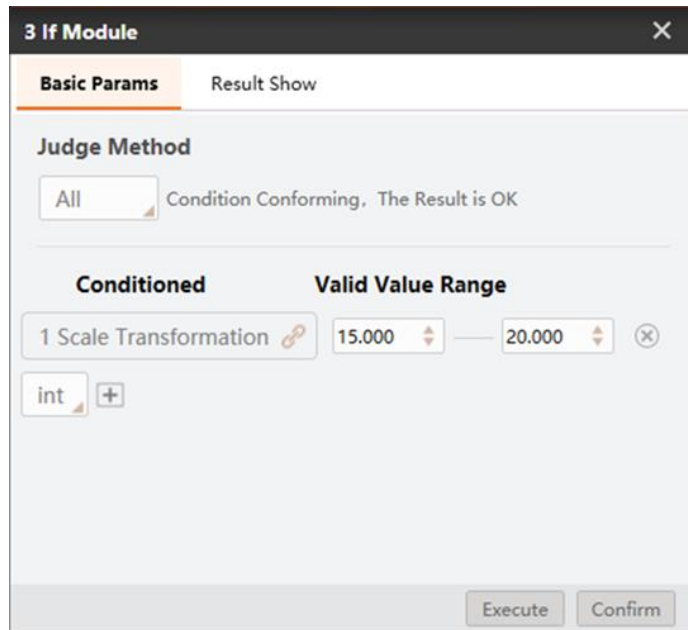 3 If Module
Basic Params Result Show
Judge Method
All Condition Conforming, The Result is OK
Conditioned Valid Value Range
1 Scale Transformation 15.000 20.000
int
Execute Confirm